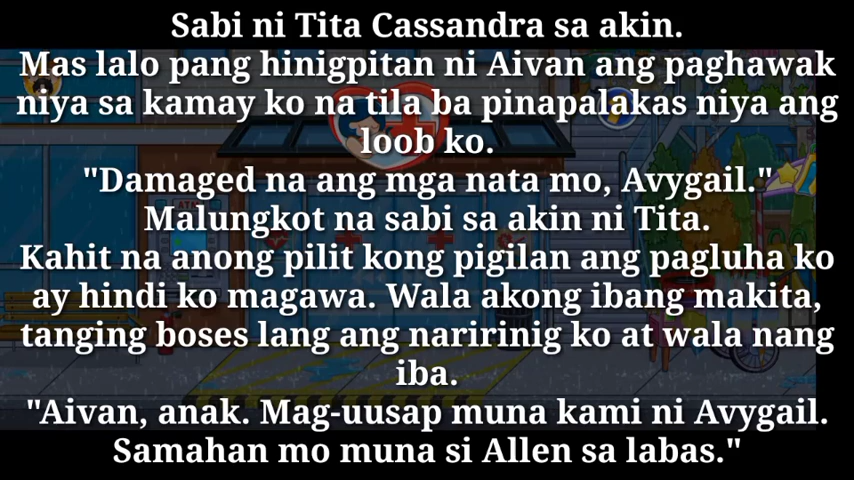 Sabi ni Tita Cassandra sa akin.
Mas lalo pang hinigpitan ni Aivan ang paghawak
niya sa kamay ko na tila ba pinapalakas niya ang
loob ko.
"Damaged na ang mga nata mo, Avygail."
Malungkot na sabi sa akin ni Tita.
Kahit na anong pilit kong pigilan ang pagluha ko
ay hindi ko magawa. Wala akong ibang makita,
tanging boses lang ang naririnig ko at wala nang
iba.
"Aivan, anak. Mag-uusap muna kami ni Avygail.
Samahan mo muna si Allen sa labas."